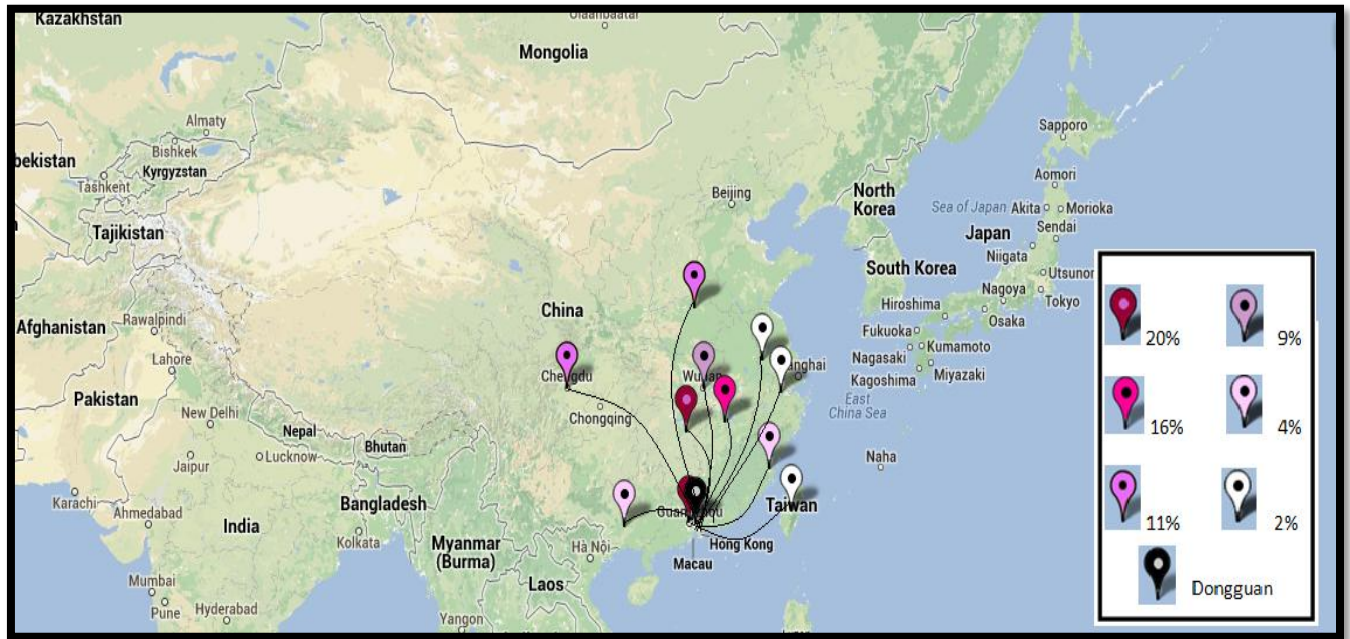 Kazakhstan
Ulaanbaatar
Mongolia
Almaty
Bishkek
Kyrgyzstan
bekistan
Tashkent
Tajikistan
Beijing
North
Korea
Sapporo
Aomori
Sea of Japan
Akita
Morioka
Sendai
Japan
Niigata
Utsunor
South Korea
Nagoya
Tokyo
Hiroshima
Osaka
Fukuoka
Kumamoto
Nagasaki
Miyazaki
Kagoshima
East
China Sea
Naha
China
Afghanistan
Rawalpindi
Lahore
Pakistan
Chengdu
Chongqing
Wuhan
anghai
New Delhi
Nepal
Bhutan
Jaipur
Lucknow
Karachi
Ahmedabad
India
Bangladesh
Kolkata
Myanmar
(Burma)
Hà Nội
Laos
Macau
Hong Kong
Taiwan
Mumbai
Pune
Hyderabad
Yangon
20%
9%
16%
4%
11%
2%
Dongguan